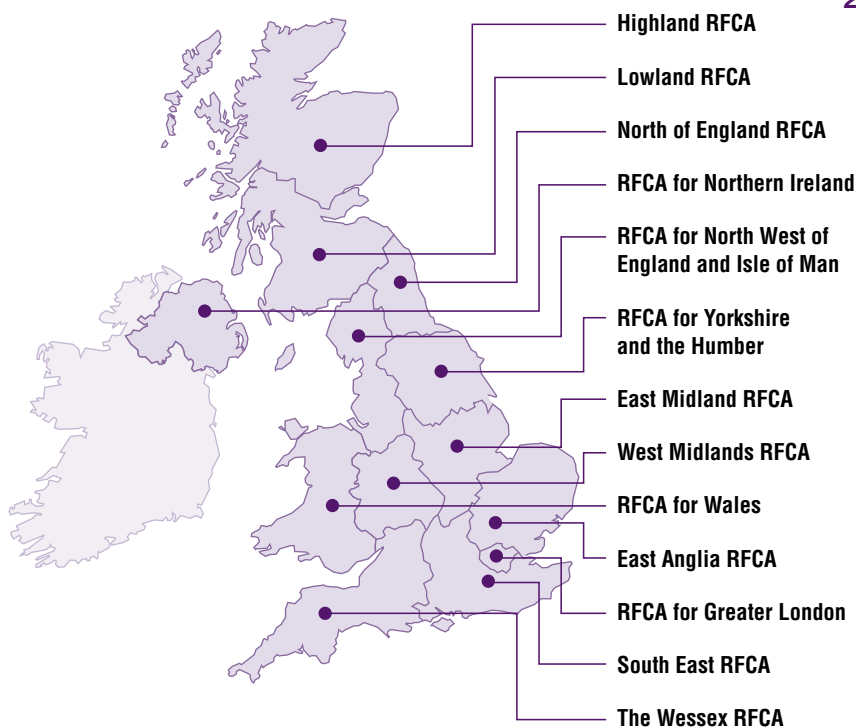 2
Highland RFCA
Lowland RFCA
North of England RFCA
RFCA for Northern Ireland
RFCA for North West of
England and Isle of Man
RFCA for Yorkshire
and the Humber
East Midland RFCA
West Midlands RFCA
RFCA for Wales
East Anglia RFCA
RFCA for Greater London
South East RFCA
The Wessex RFCA